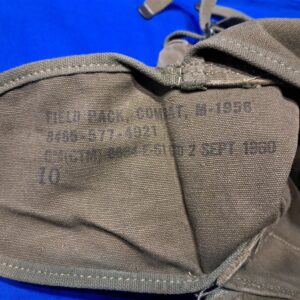 FIELD PACK, COMBAT, M-1956
8465-577-4921
2 SEPT 1960
10